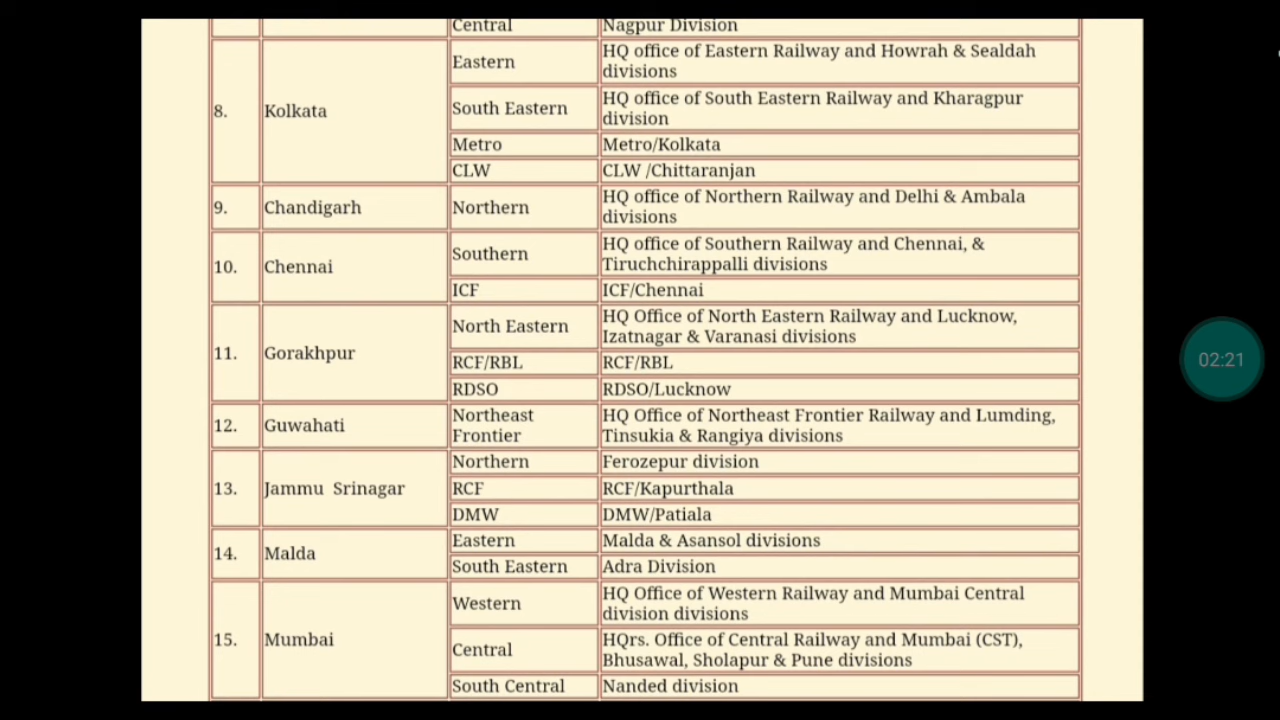 Central Nagpur Division
8. Kolkata Eastern HQ office of Eastern Railway and Howrah & Sealdah
divisions
South Eastern HQ office of South Eastern Railway and Kharagpur
division
Metro Metro/Kolkata
CLW CLW /Chittaranjan
9. Chandigarh Northern HQ office of Northern Railway and Delhi & Ambala
divisions
10. Chennai Southern HQ office of Southern Railway and Chennai, &
Tiruchchirappalli divisions
ICF ICF/Chennai
11. Gorakhpur North Eastern HQ Office of North Eastern Railway and Lucknow,
Izatnagar & Varanasi divisions
RCF/RBL RCF/RBL
RDSO RDSO/Lucknow
12. Guwahati Northeast Frontier HQ Office of Northeast Frontier Railway and Lumding,
Tinsukia & Rangiya divisions
13. Jammu Srinagar Northern Ferozepur division
RCF RCF/Kapurthala
DMW DMW/Patiala
14. Malda Eastern Malda & Asansol divisions
South Eastern Adra Division
15. Mumbai Western HQ Office of Western Railway and Mumbai Central
division divisions
Central HQrs. Office of Central Railway and Mumbai (CST),
Bhusawal, Sholapur & Pune divisions
South Central Nanded division
02:21